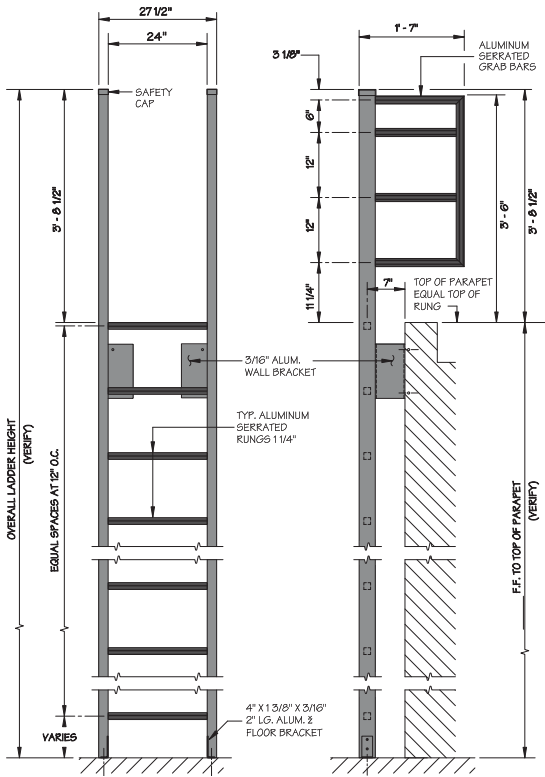 27 1/2"
24"
1' - 7"
3 1/8"
ALUMINUM
SERRATED
GRAB BARS
SAFETY
CAP
6"
12"
12"
11 1/4"
3' - 8 1/2"
3' - 6"
3' - 8 1/2"
7"
TOP OF PARAPET
EQUAL TOP OF
RUNG
3/16" ALUM.
WALL BRACKET
TYP. ALUMINUM
SERRATED
RUNGS 1 1/4"
OVERALL LADDER HEIGHT
(VERIFY)
EQUAL SPACES AT 12" O.C.
F.F. TO TOP OF PARAPET
(VERIFY)
VARIES
4" X 1 3/8" X 3/16"
2" LG. ALUM.
FLOOR BRACKET